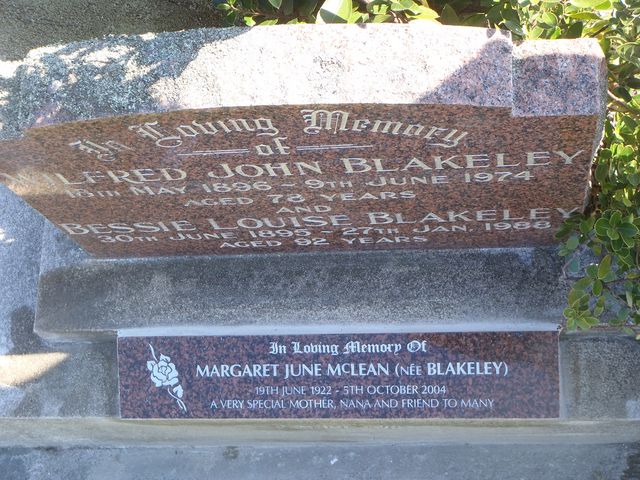 In Loving Memory
of
WILFRED JOHN BLAKELEY
MAY 1896 - 9TH JUNE 1974
AGED 78 YEARS
AND
BESSIE LOUISE BLAKELEY
30TH JUNE 1895 - 27TH JAN. 1988
AGED 92 YEARS
In Loving Memory Of
MARGARET JUNE McLEAN (NÉE BLAKELEY)
19TH JUNE 1922 - 5TH OCTOBER 2004
A VERY SPECIAL MOTHER, NANA AND FRIEND TO MANY